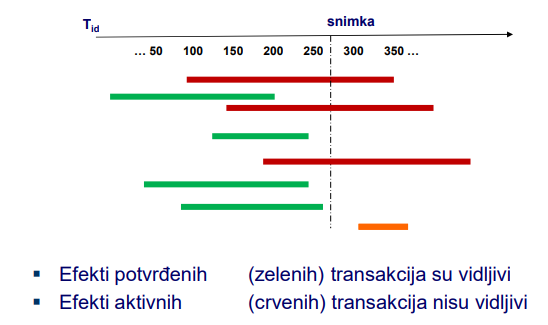 T_id snimka
... 50 100 150 200 250 300 350 ...
▪ Efekti potvrđenih (zelenih) transakcija su vidljivi
▪ Efekti aktivnih (crvenih) transakcija nisu vidljivi